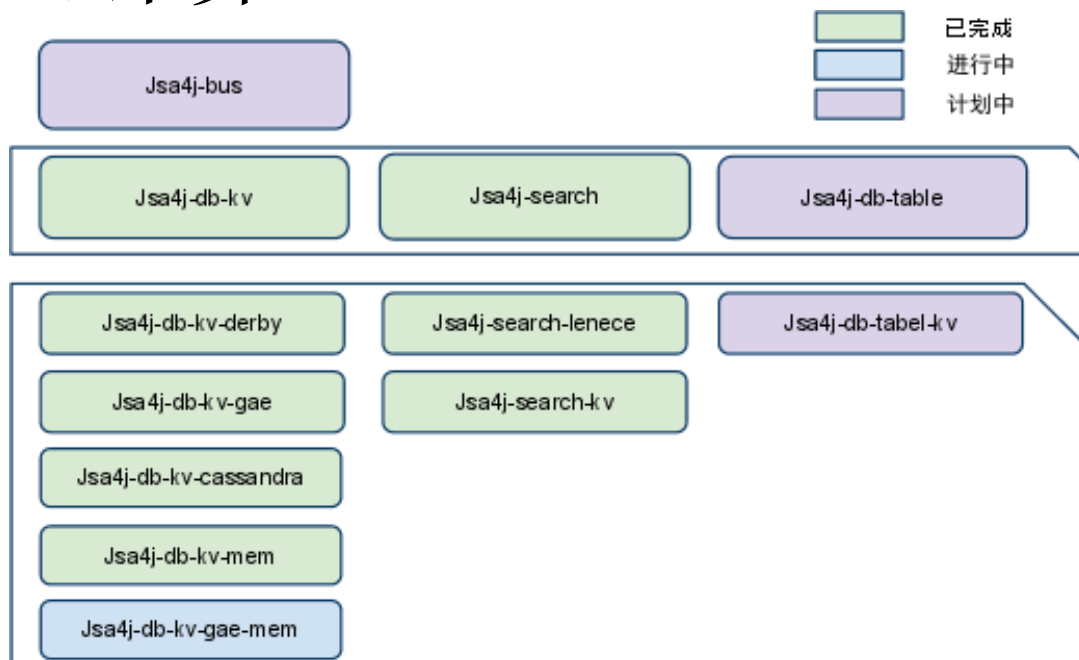 已完成
进行中
计划中
Jsa4j-bus
Jsa4j-db-kv
Jsa4j-search
Jsa4j-db-table
Jsa4j-db-kv-derby
Jsa4j-search-lenece
Jsa4j-db-tabel-kv
Jsa4j-db-kv-gae
Jsa4j-search-kv
Jsa4j-db-kv-cassandra
Jsa4j-db-kv-mem
Jsa4j-db-kv-gae-mem